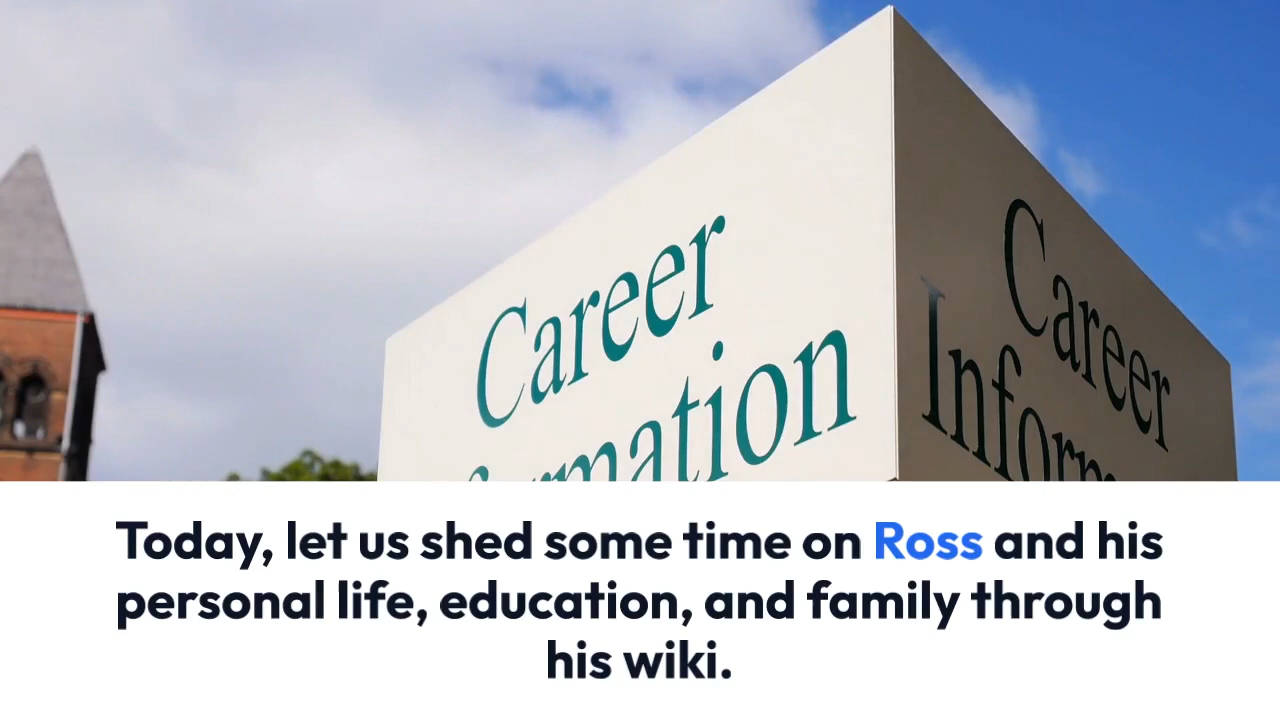 Career
Career
Information
Today, let us shed some time on Ross and his
personal life, education, and family through
his wiki.